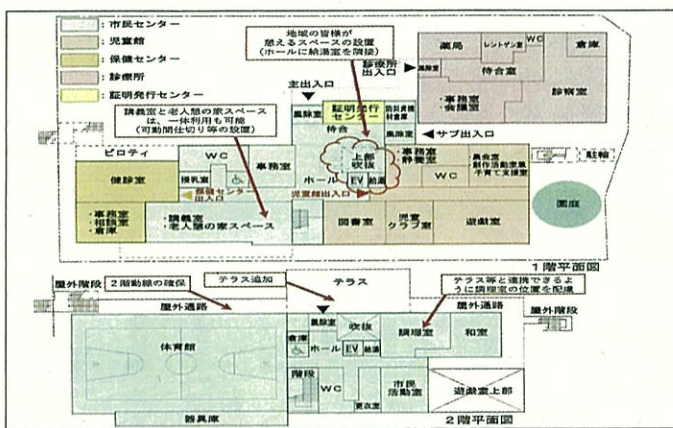 ：市民センター
：児童館
：保健センター
：診療所
：証明発行センター
地域の皆様が
憩えるスペースの設置
(ホールに給湯室を隣接)
診療所
出入口
薬局
レントゲン室
WC
倉庫
風除室
待合室
・事務室
・会議室
診察室
主出入口
講義室と老人憩の家スペース
は、一体利用も可能
(可動間仕切り等の設置)
風除室
証明発行
センター
待合
風除室
サブ出入口
ピロティ
WC
授乳室
事務室
上部
吹抜
ホール
EV
給湯
・事務室
・静養室
WC
集会室
創作活動室兼
子育て支援室
駐輪
健診室
保健センター
出入口
児童館出入口
・事務室
・相談室
・倉庫
・講義室
・老人憩の家スペース
図書室
児童
クラブ室
遊戯室
園庭
1階平面図
屋外階段
2階動線の確保
テラス追加
テラス
テラス等と連携できるよ
うに調理室の位置を配慮
屋外通路
屋外通路
屋外階段
体育館
倉庫
風除室
吹抜
ホール
EV
給湯
調理室
和室
階段
WC
更衣室
市民
活動室
遊戯室上部
器具庫
2階平面図